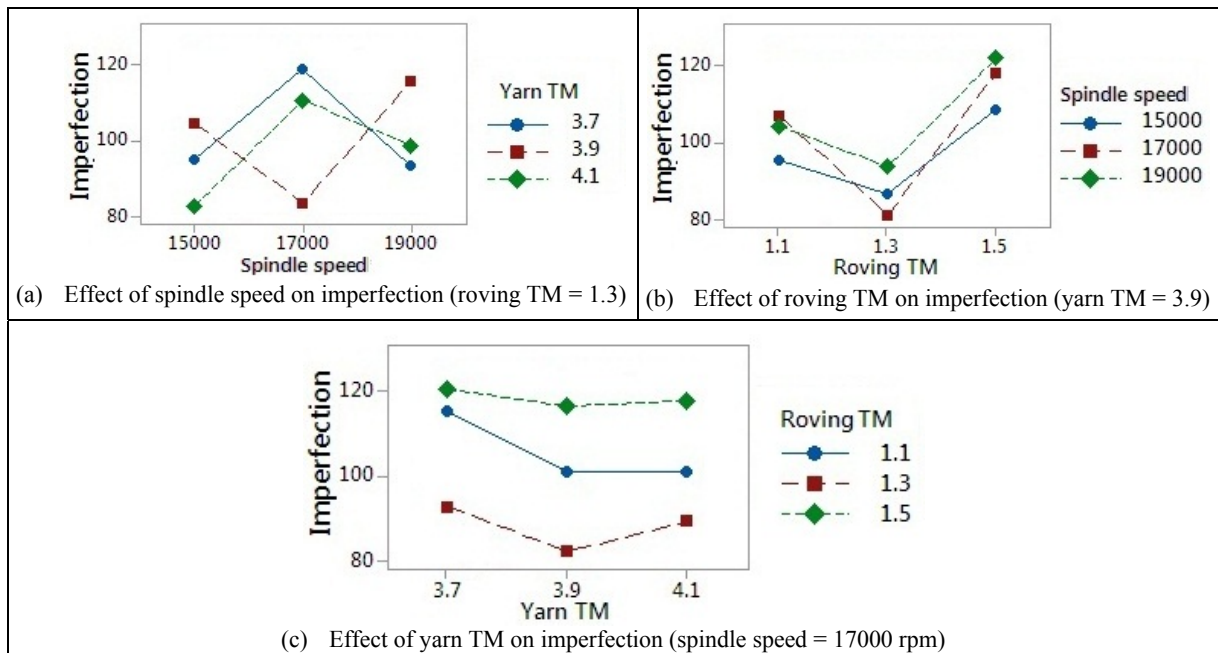 Imperfection
120
100
80
15000 17000 19000
Spindle speed
Yarn TM
3.7
3.9
4.1
(a) Effect of spindle speed on imperfection (roving TM = 1.3)
Imperfection
120
100
80
1.1 1.3 1.5
Roving TM
Spindle speed
15000
17000
19000
(b) Effect of roving TM on imperfection (yarn TM = 3.9)
Imperfection
120
100
80
3.7 3.9 4.1
Yarn TM
Roving TM
1.1
1.3
1.5
(c) Effect of yarn TM on imperfection (spindle speed = 17000 rpm)